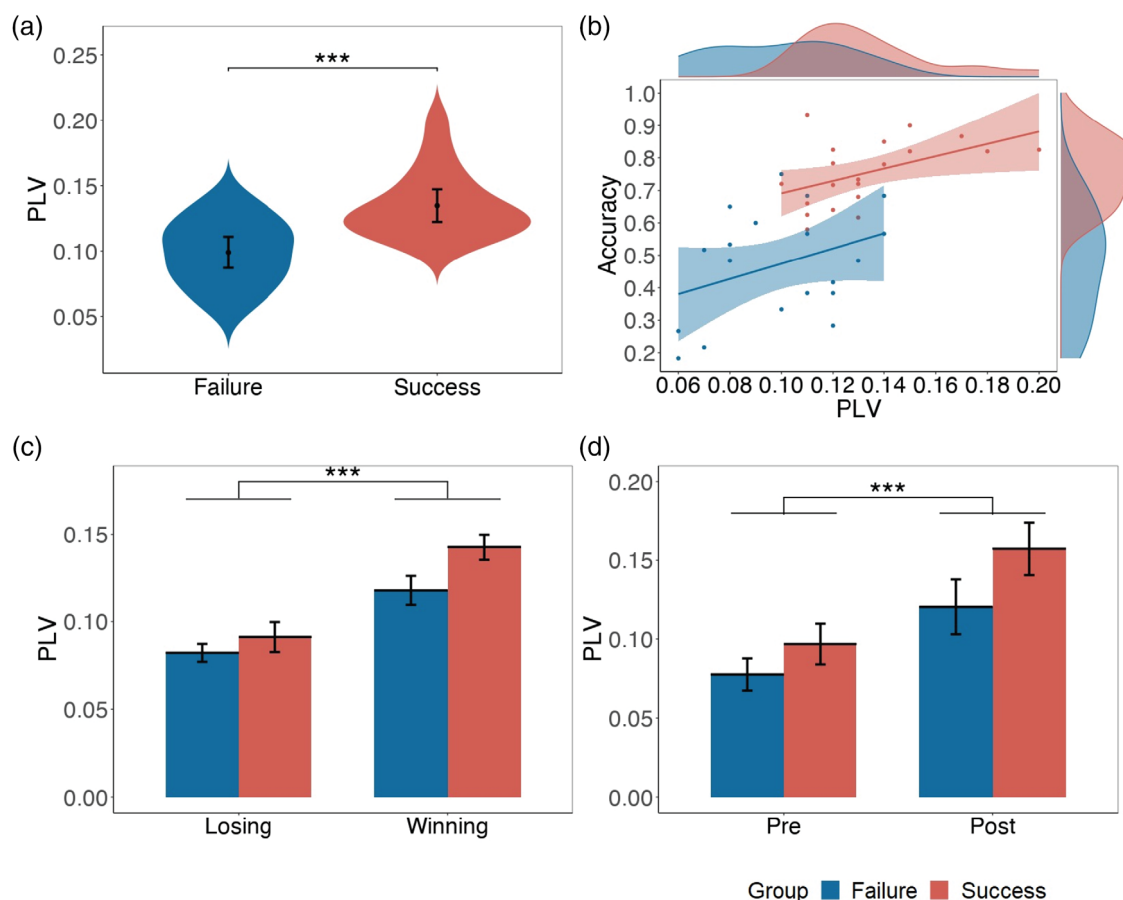 (a)
PLV
0.25
0.20
0.15
0.10
0.05
***
Failure
Success
(b)
Accuracy
1.0
0.9
0.8
0.7
0.6
0.5
0.4
0.3
0.2
0.06 0.08 0.10 0.12 0.14 0.16 0.18 0.20
PLV
(c)
PLV
0.15
0.10
0.05
0.00
***
Losing
Winning
(d)
PLV
0.20
0.15
0.10
0.05
0.00
***
Pre
Post
Group Failure Success